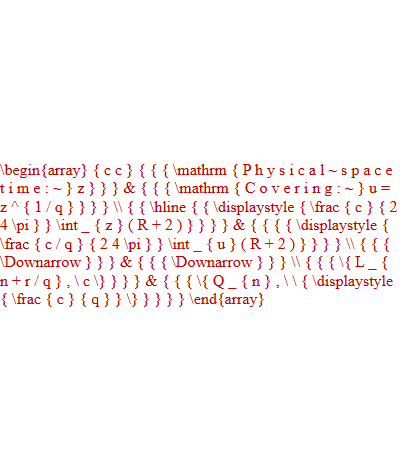 \begin{array} { c c } { { { \mathrm { P h y s i c a l ~ s p a c e
t i m e : ~ } z } } } & { { { \mathrm { C o v e r i n g : ~ } u =
z ^ { 1 / q } } } } \\ { { \hline { { \displaystyle { \frac { c } { 2
4 \pi } } \int _ { z } ( R + 2 ) } } } } & { { { { \displaystyle {
\frac { c / q } { 2 4 \pi } } \int _ { u } ( R + 2 ) } } } } \\ { { {
\Downarrow } } } & { { { \Downarrow } } } \\ { { { \{ L _ {
n + r / q } , \ c \} } } } & { { { \{ Q _ { n } , \ \ { \displaystyle
{ \frac { c } { q } } \} } } } } \end{array}